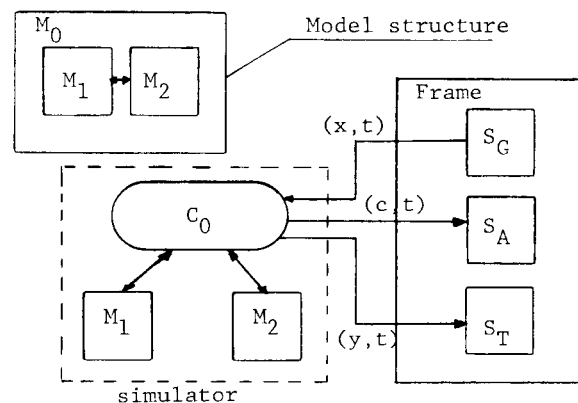 M0
Model structure
M1
M2
Frame
(x,t)
SG
C0
(c,t)
SA
M1
M2
(y,t)
ST
simulator